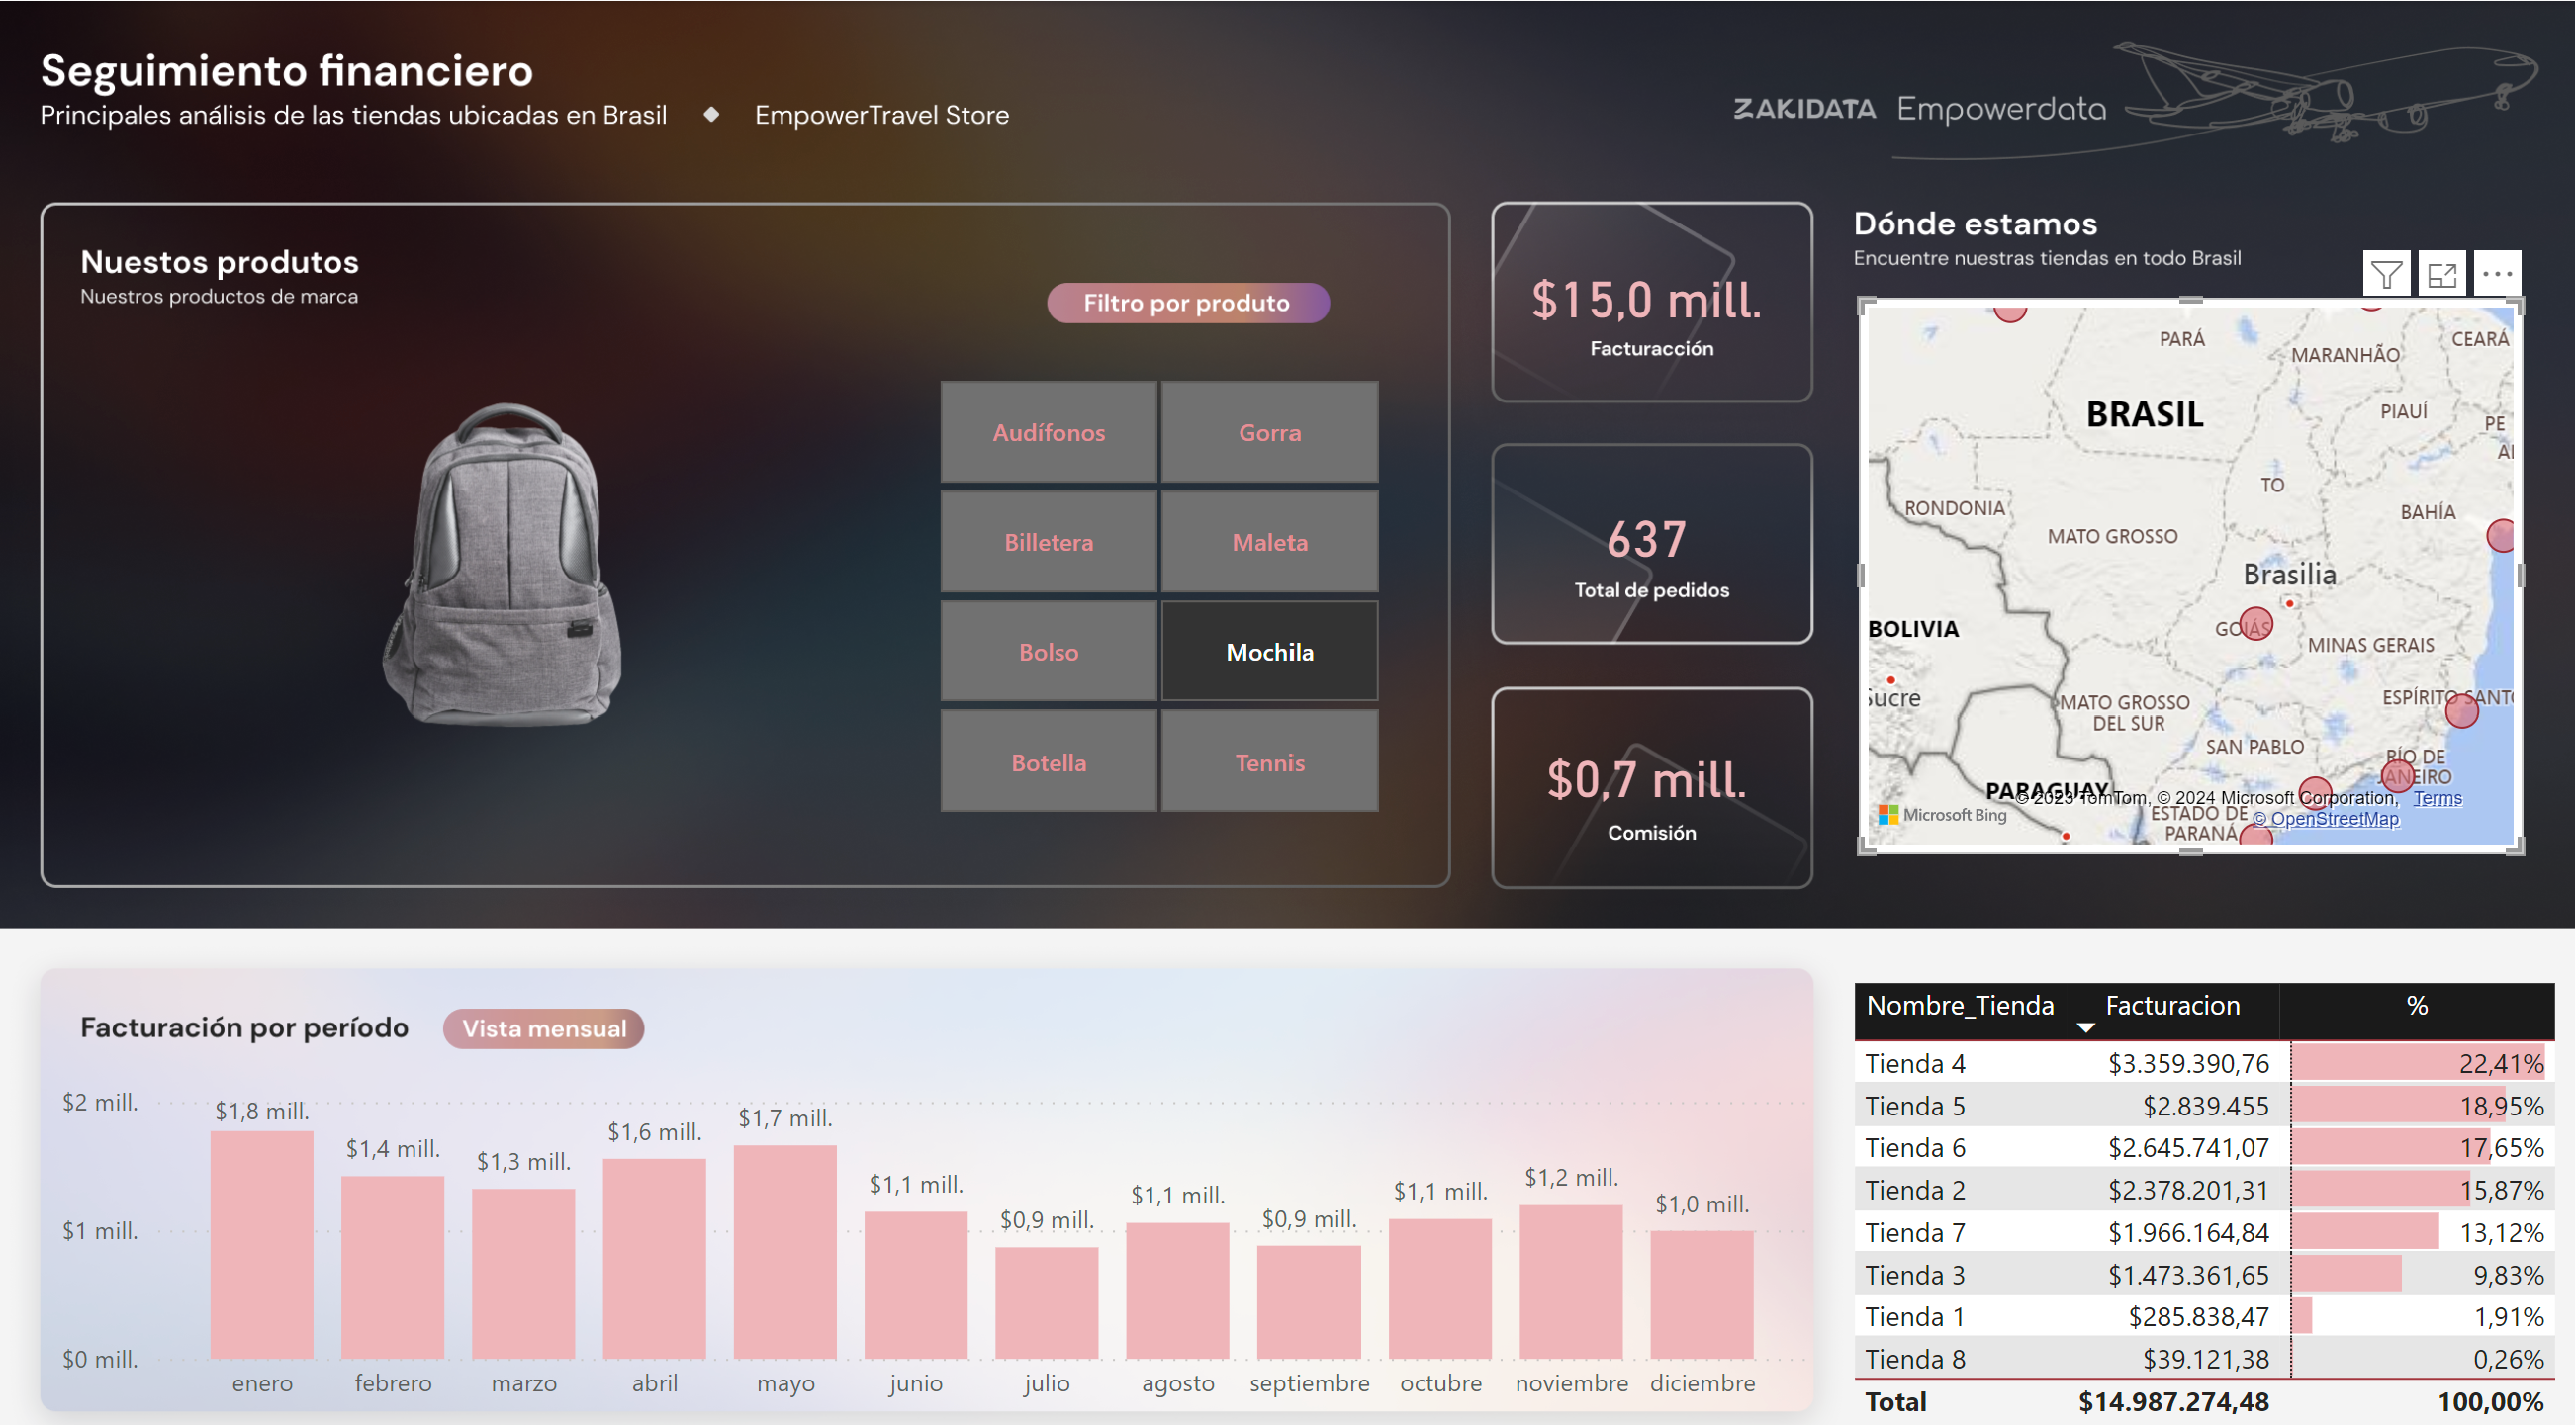 Seguimiento financiero
Principales análisis de las tiendas ubicadas en Brasil ◆ EmpowerTravel Store
ZAKIDATA Empowerdata
Nuestos produtos
Nuestros productos de marca
Filtro por produto
Audífonos
Gorra
Billetera
Maleta
Bolso
Mochila
Botella
Tennis
$15,0 mill.
Facturacción
637
Total de pedidos
$0,7 mill.
Comisión
Dónde estamos
Encuentre nuestras tiendas en todo Brasil
PARÁ
MARANHÃO
CEARÁ
BRASIL
PIAUÍ
PE
TO
RONDONIA
BAHÍA
MATO GROSSO
Brasilia
GOIÁS
BOLIVIA
MINAS GERAIS
Sucre
MATO GROSSO
DEL SUR
ESPÍRITO SANTO
SAN PABLO
RÍO DE
JANEIRO
PARAGUAY
© 2023 TomTom, © 2024 Microsoft Corporation, Terms
Microsoft Bing
ESTADO DE
PARANÁ
© OpenStreetMap
Facturación por período
Vista mensual
$2 mill.
$1 mill.
$0 mill.
$1,8 mill.
$1,4 mill.
$1,3 mill.
$1,6 mill.
$1,7 mill.
$1,1 mill.
$0,9 mill.
$1,1 mill.
$0,9 mill.
$1,1 mill.
$1,2 mill.
$1,0 mill.
enero febrero marzo abril mayo junio julio agosto septiembre octubre noviembre diciembre
Nombre_Tienda Facturacion %
Tienda 4 $3.359.390,76 22,41%
Tienda 5 $2.839.455 18,95%
Tienda 6 $2.645.741,07 17,65%
Tienda 2 $2.378.201,31 15,87%
Tienda 7 $1.966.164,84 13,12%
Tienda 3 $1.473.361,65 9,83%
Tienda 1 $285.838,47 1,91%
Tienda 8 $39.121,38 0,26%
Total $14.987.274,48 100,00%